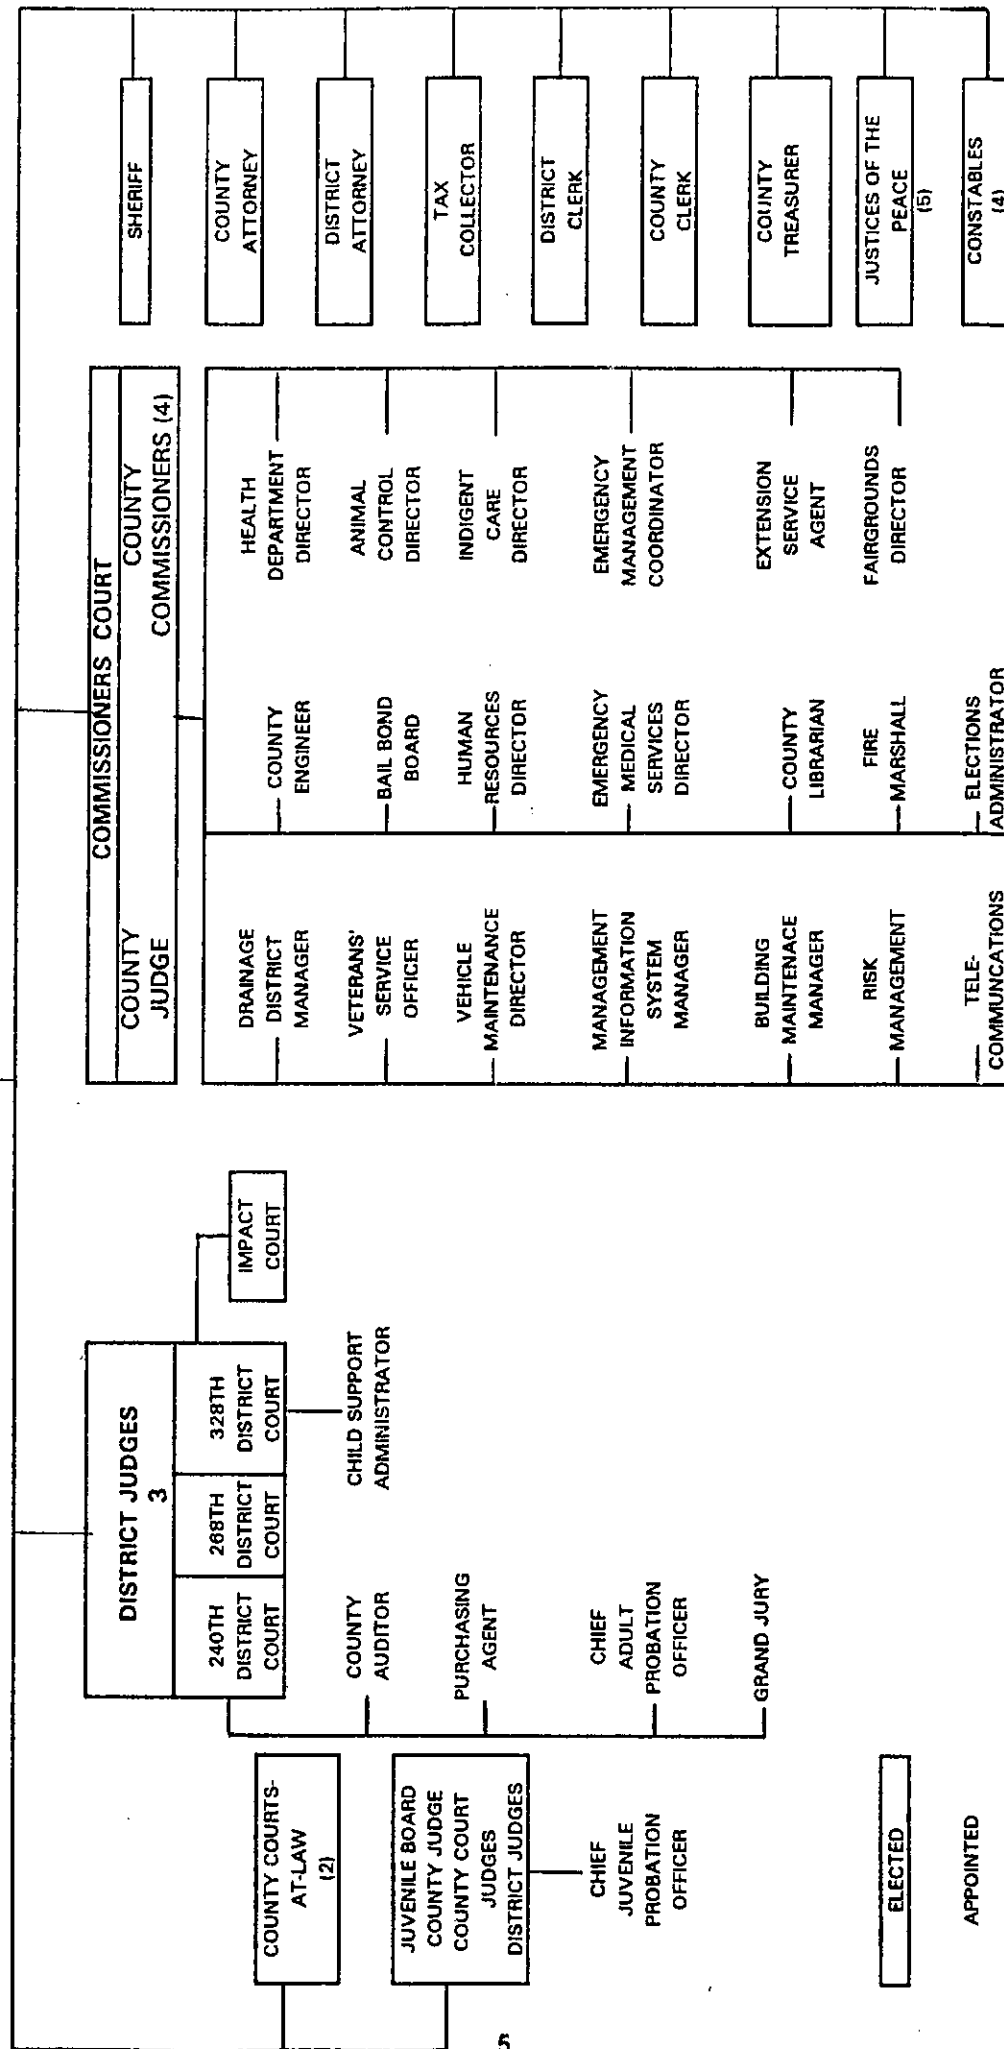 COUNTY COURTS-
AT-LAW
(2)
JUVENILE BOARD
COUNTY JUDGE
COUNTY COURT
JUDGES
DISTRICT JUDGES
CHIEF
JUVENILE
PROBATION
OFFICER
ELECTED
APPOINTED
DISTRICT JUDGES
3
240TH
DISTRICT
COURT
268TH
DISTRICT
COURT
328TH
DISTRICT
COURT
IMPACT
COURT
CHILD SUPPORT
ADMINISTRATOR
COUNTY
AUDITOR
PURCHASING
AGENT
CHIEF
ADULT
PROBATION
OFFICER
GRAND JURY
COMMISSIONERS COURT
COUNTY
JUDGE
COUNTY
COMMISSIONERS (4)
DRAINAGE
DISTRICT
MANAGER
VETERANS'
SERVICE
OFFICER
VEHICLE
MAINTENANCE
DIRECTOR
MANAGEMENT
INFORMATION
SYSTEM
MANAGER
BUILDING
MAINTENACE
MANAGER
RISK
MANAGEMENT
TELE-
COMMUNCATIONS
COUNTY
ENGINEER
BAIL BOND
BOARD
HUMAN
RESOURCES
DIRECTOR
EMERGENCY
MEDICAL
SERVICES
DIRECTOR
COUNTY
LIBRARIAN
FIRE
MARSHALL
ELECTIONS
ADMINISTRATOR
HEALTH
DEPARTMENT
DIRECTOR
ANIMAL
CONTROL
DIRECTOR
INDIGENT
CARE
DIRECTOR
EMERGENCY
MANAGEMENT
COORDINATOR
EXTENSION
SERVICE
AGENT
FAIRGROUNDS
DIRECTOR
SHERIFF
COUNTY
ATTORNEY
DISTRICT
ATTORNEY
TAX
COLLECTOR
DISTRICT
CLERK
COUNTY
CLERK
COUNTY
TREASURER
JUSTICES OF THE
PEACE
(5)
CONSTABLES
(4)
5